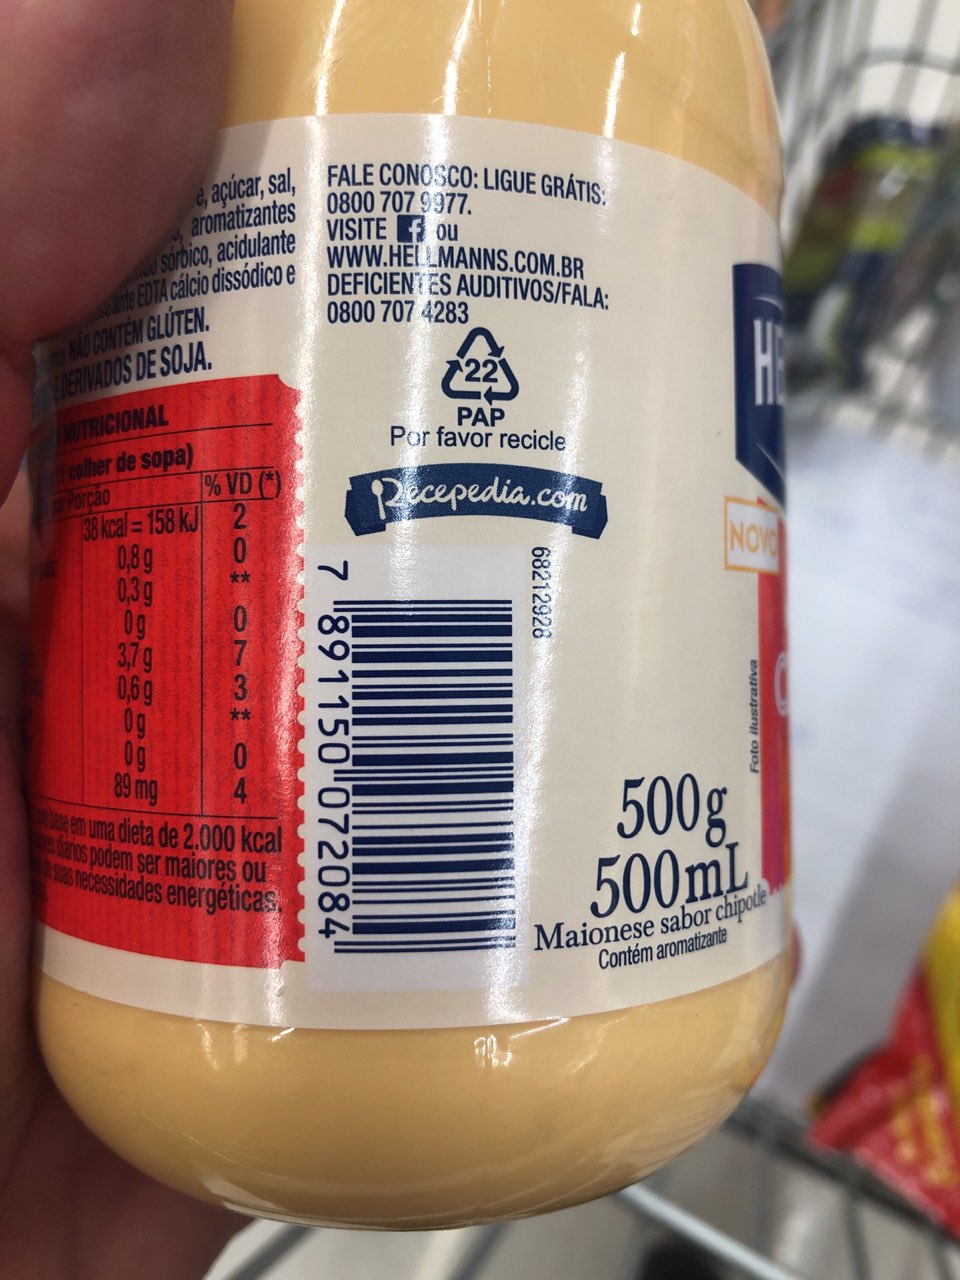 açúcar, sal,
aromatizantes
sórbico, acidulante
EDTA cálcio dissódico e
NÃO CONTÉM GLÚTEN.
E DERIVADOS DE SOJA.
NUTRICIONAL
(1 colher de sopa)
Porção % VD (*)
38 kcal = 158 kJ 2
0,8 g 0
0,3 g **
0 g 0
3,7 g 7
0,6 g 3
0 g **
0 g 0
89 mg 4
base em uma dieta de 2.000 kcal
diários podem ser maiores ou
de suas necessidades energéticas.
FALE CONOSCO: LIGUE GRÁTIS:
0800 707 9977.
VISITE f ou
WWW.HELLMANNS.COM.BR
DEFICIENTES AUDITIVOS/FALA:
0800 707 4283
22
PAP
Por favor recicle
Recepedia.com
68212928
7 891150 072084
HE
NOVO
Foto ilustrativa
500g
500mL
Maionese sabor chipotle
Contém aromatizante